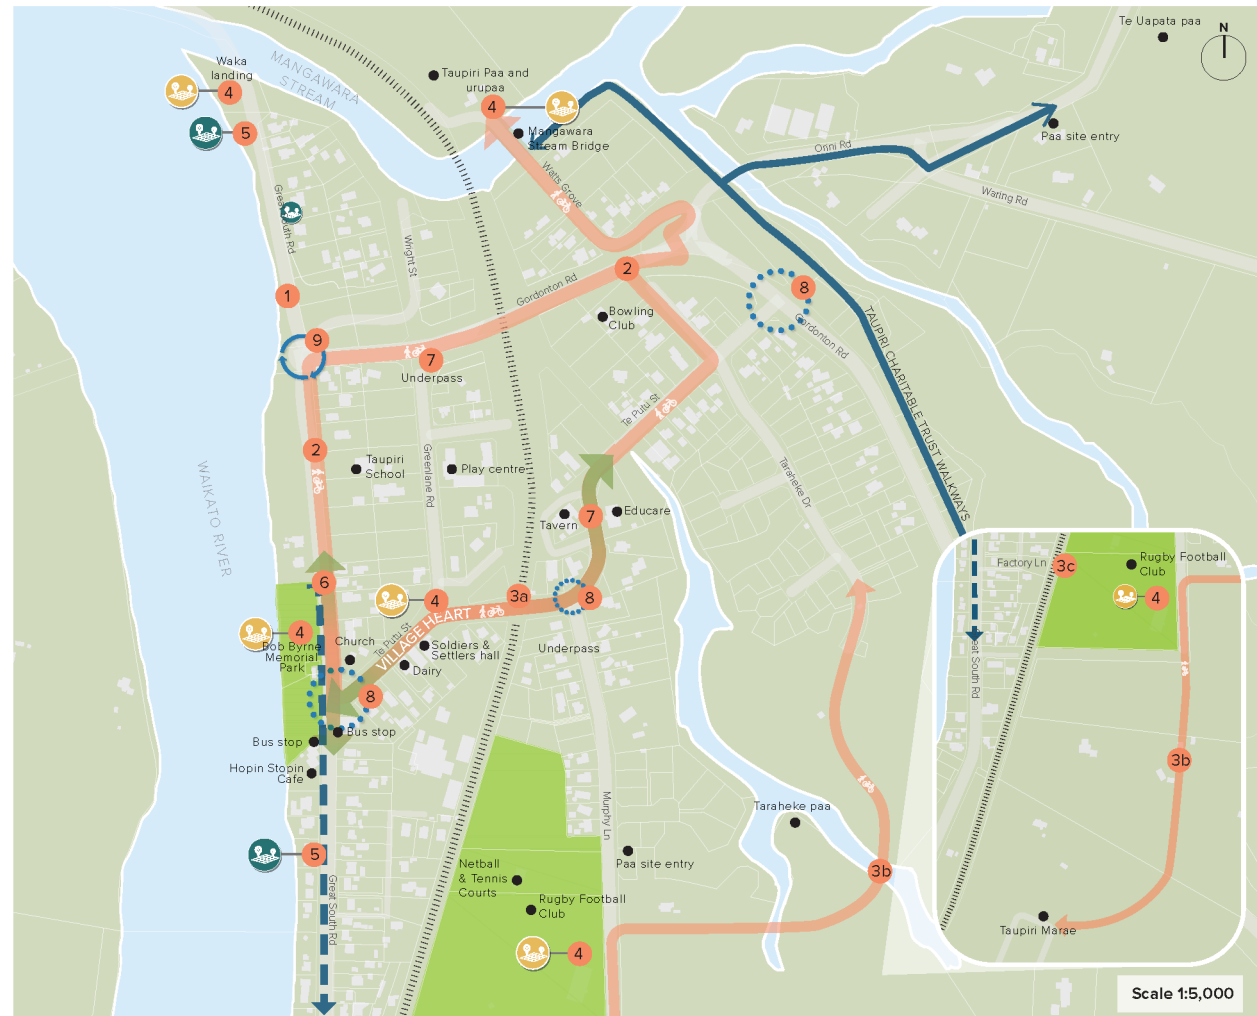 Te Uapata paa
N
Waka
landing
4
5
MANGAWARA
STREAM
Taupiri Paa and
urupaa
4
Mangawara
Stream Bridge
Paa site entry
Onni Rd
Waring Rd
Watts Grove
Great South Rd
Wright St
1
2
8
Gordonton Rd
Bowling
Club
Gordonton Rd
9
7
Underpass
TAUPIRI CHARITABLE TRUST WALKWAYS
Te Putu St
2
Taupiri
School
Greenlane Rd
Play centre
Taraheke Dr
WAIKATO RIVER
Tavern
7
Educare
6
4
3a
8
VILLAGE HEART
Te Putu St
4
Bob Byrne
Memorial
Park
Church
Soldiers &
Settlers hall
Dairy
Underpass
8
Bus stop
Bus stop
Hopin Stopin
Cafe
5
Great South Rd
Murphy Ln
Netball
& Tennis
Courts
Rugby Football
Club
4
Paa site entry
Taraheke paa
3b
Factory Ln
3c
Rugby Football
Club
4
eat South Rd
3b
Taupiri Marae
Scale 1:5,000